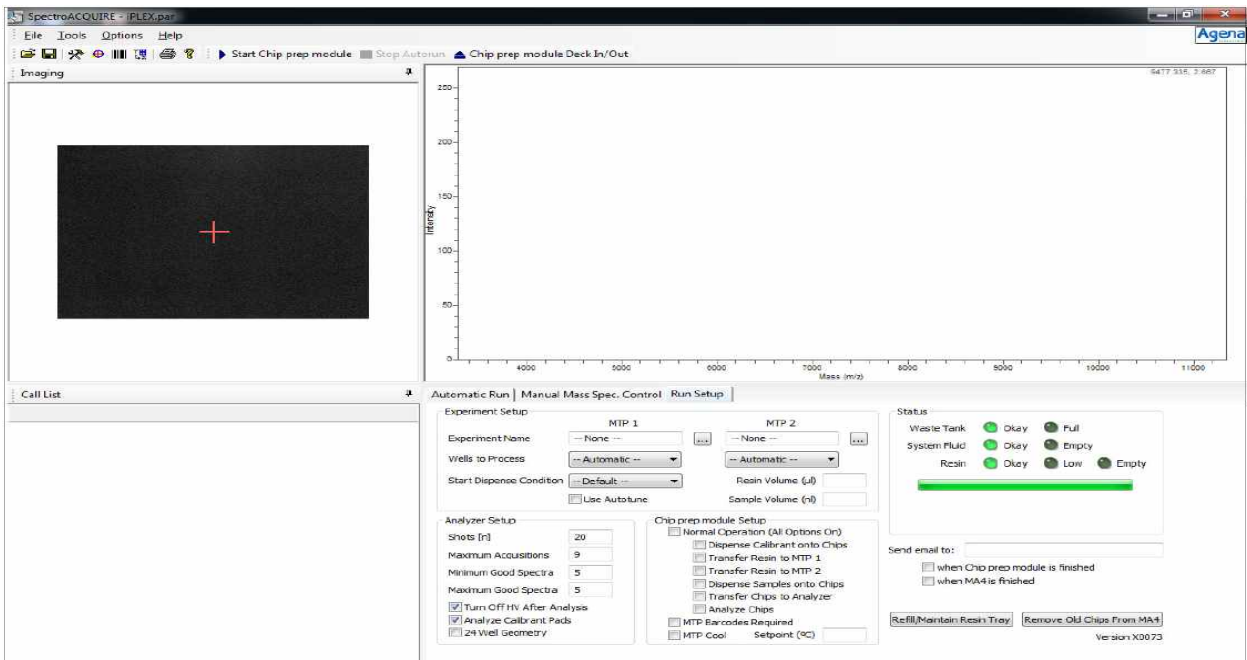 SpectroACQUIRE - iPLEX.par
File Tools Options Help
Agena
Start Chip prep module Stop Autorun Chip prep module Deck In/Out
Imaging
9477.935, 2.667
250
200
150
100
50
0
Intensity
4000 5000 6000 7000 8000 9000 10000 11000
Mass (m/z)
Call List
Automatic Run Manual Mass Spec. Control Run Setup
Experiment Setup
MTP 1 MTP 2
Experiment Name -- None -- ... -- None -- ...
Wells to Process -- Automatic -- -- Automatic --
Start Dispense Condition -- Default -- Resin Volume (µl)
Use Autotune Sample Volume (nl)
Analyzer Setup
Shots [n] 20
Maximum Acquisitions 9
Minimum Good Spectra 5
Maximum Good Spectra 5
Turn Off HV After Analysis
Analyze Calibrant Pads
24 Well Geometry
Chip prep module Setup
Normal Operation (All Options On)
Dispense Calibrant onto Chips
Transfer Resin to MTP 1
Transfer Resin to MTP 2
Dispense Samples onto Chips
Transfer Chips to Analyzer
Analyze Chips
MTP Barcodes Required
MTP Cool Setpoint (ºC)
Status
Waste Tank Okay Full
System Fluid Okay Empty
Resin Okay Low Empty
Send email to:
when Chip prep module is finished
when MA4 is finished
Refill/Maintain Resin Tray Remove Old Chips From MA4
Version X0073